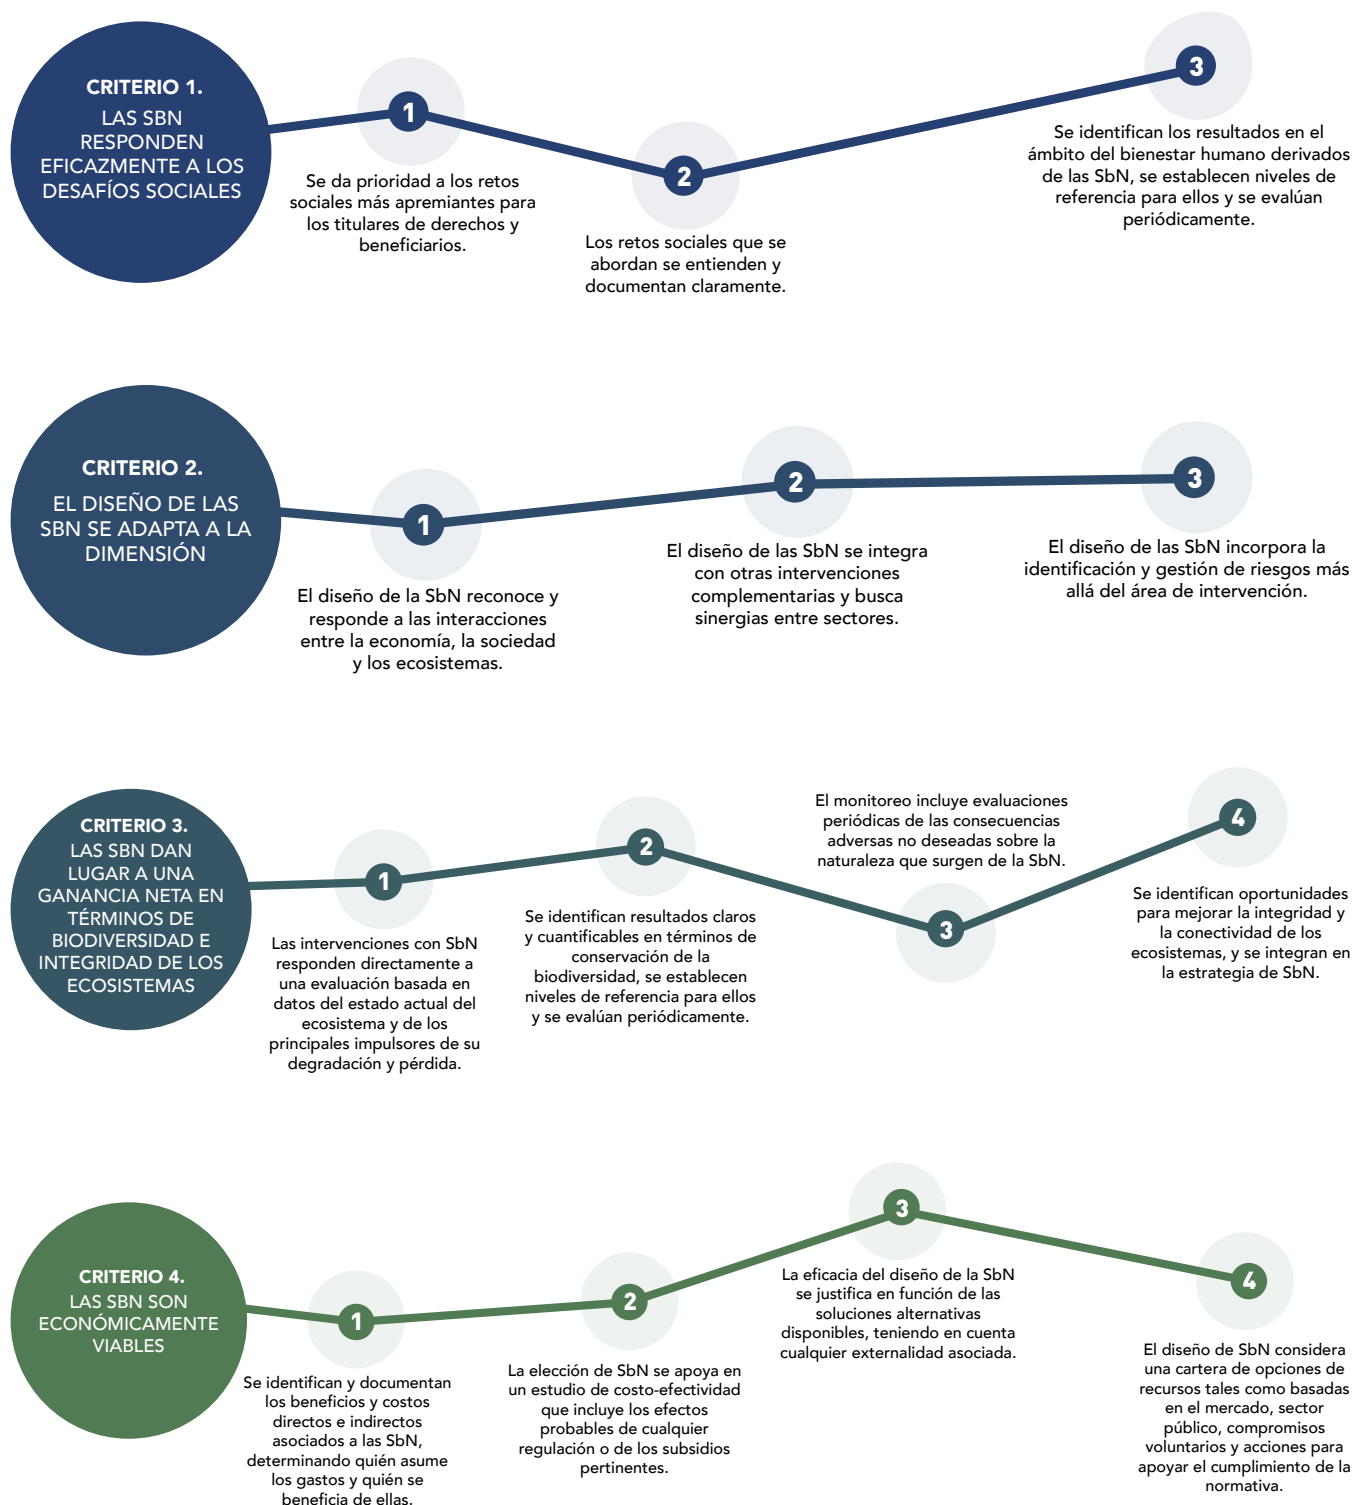 CRITERIO 1.
LAS SBN
RESPONDEN
EFICAZMENTE A LOS
DESAFÍOS SOCIALES
1
Se da prioridad a los retos
sociales más apremiantes para
los titulares de derechos y
beneficiarios.
2
Los retos sociales que se
abordan se entienden y
documentan claramente.
3
Se identifican los resultados en el
ámbito del bienestar humano derivados
de las SbN, se establecen niveles de
referencia para ellos y se evalúan
periódicamente.
CRITERIO 2.
EL DISEÑO DE LAS
SBN SE ADAPTA A LA
DIMENSIÓN
1
El diseño de la SbN reconoce y
responde a las interacciones
entre la economía, la sociedad
y los ecosistemas.
2
El diseño de las SbN se integra
con otras intervenciones
complementarias y busca
sinergias entre sectores.
3
El diseño de las SbN incorpora la
identificación y gestión de riesgos más
allá del área de intervención.
CRITERIO 3.
LAS SBN DAN
LUGAR A UNA
GANANCIA NETA EN
TÉRMINOS DE
BIODIVERSIDAD E
INTEGRIDAD DE LOS
ECOSISTEMAS
1
Las intervenciones con SbN
responden directamente a
una evaluación basada en
datos del estado actual del
ecosistema y de los
principales impulsores de su
degradación y pérdida.
2
Se identifican resultados claros
y cuantificables en términos de
conservación de la
biodiversidad, se establecen
niveles de referencia para ellos
y se evalúan periódicamente.
El monitoreo incluye evaluaciones
periódicas de las consecuencias
adversas no deseadas sobre la
naturaleza que surgen de la SbN.
3
4
Se identifican oportunidades
para mejorar la integridad y
la conectividad de los
ecosistemas, y se integran en
la estrategia de SbN.
CRITERIO 4.
LAS SBN SON
ECONÓMICAMENTE
VIABLES
1
Se identifican y documentan
los beneficios y costos
directos e indirectos
asociados a las SbN,
determinando quién asume
los gastos y quién se
beneficia de ellas.
2
La elección de SbN se apoya en
un estudio de costo-efectividad
que incluye los efectos
probables de cualquier
regulación o de los subsidios
pertinentes.
3
La eficacia del diseño de la SbN
se justifica en función de las
soluciones alternativas
disponibles, teniendo en cuenta
cualquier externalidad asociada.
4
El diseño de SbN considera
una cartera de opciones de
recursos tales como basadas
en el mercado, sector
público, compromisos
voluntarios y acciones para
apoyar el cumplimiento de la
normativa.